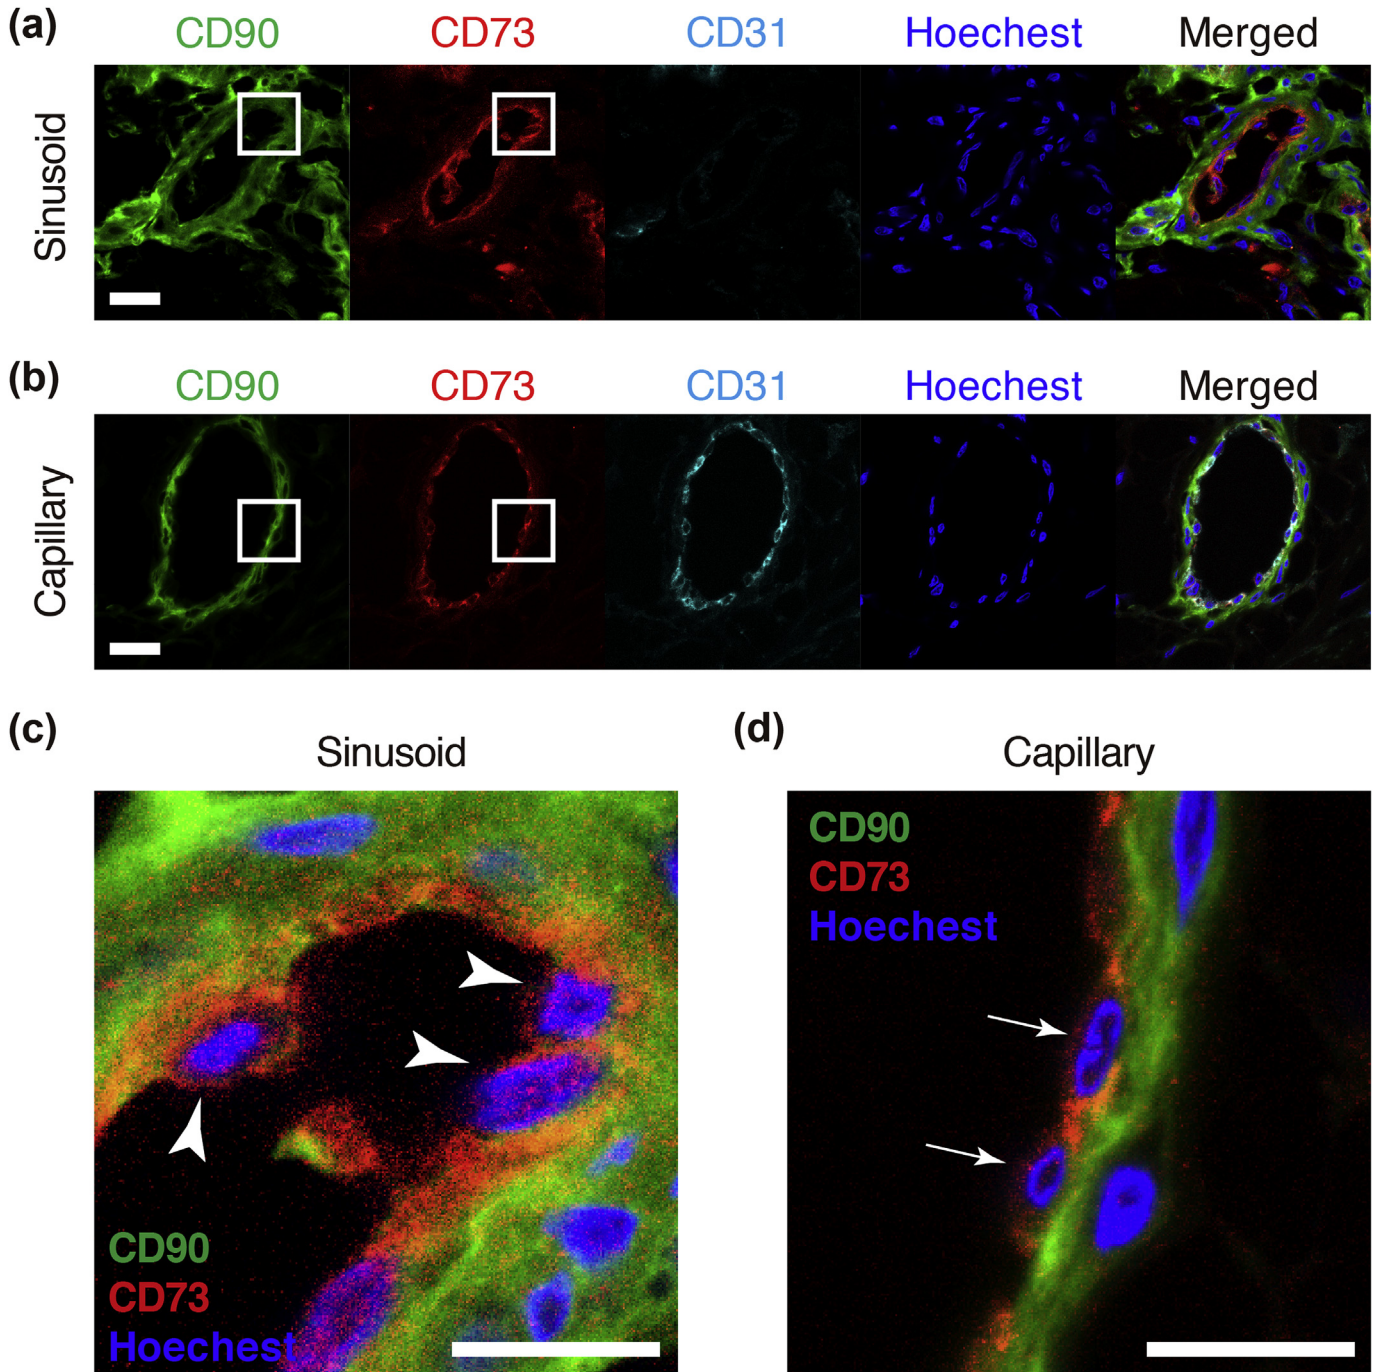 (a)
CD90 CD73 CD31 Hoechest Merged
Sinusoid
(b)
CD90 CD73 CD31 Hoechest Merged
Capillary
(c)
Sinusoid
CD90
CD73
Hoechest
(d)
Capillary
CD90
CD73
Hoechest